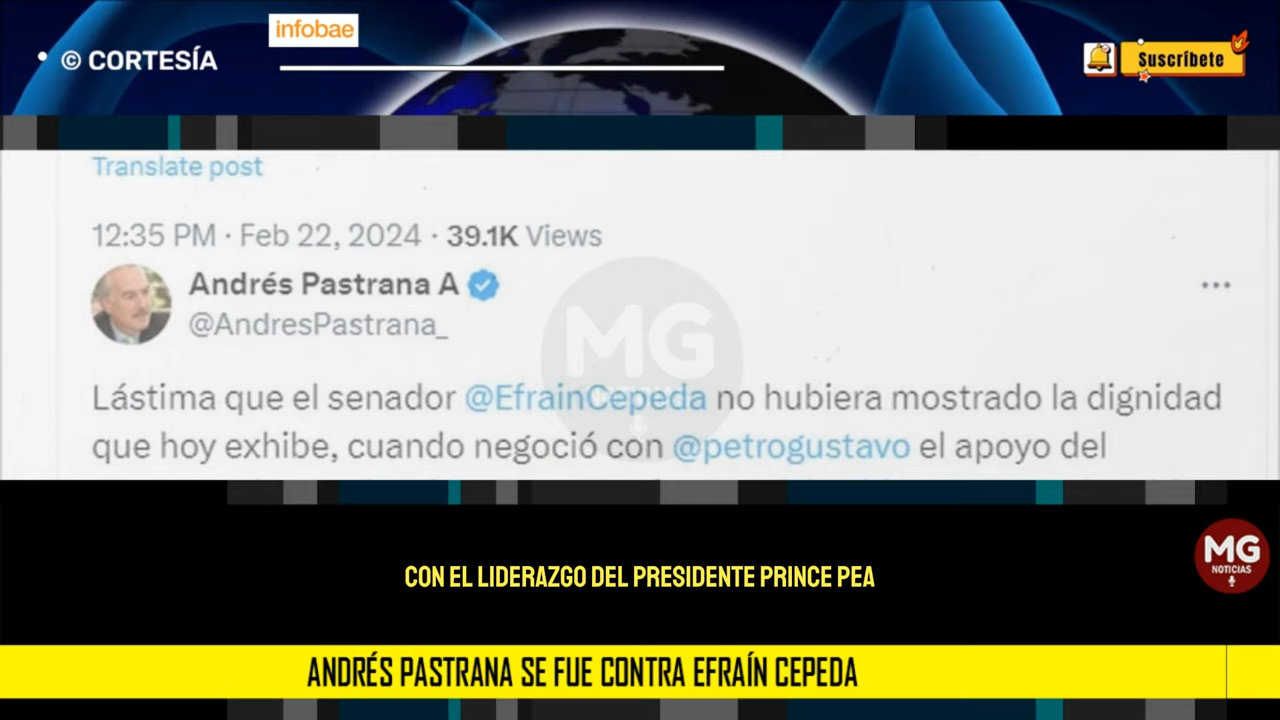 infobae
© CORTESÍA
Suscríbete
Translate post
12:35 PM · Feb 22, 2024 · 39.1K Views
Andrés Pastrana A
@AndresPastrana_
Lástima que el senador @EfrainCepeda no hubiera mostrado la dignidad
que hoy exhibe, cuando negoció con @petrogustavo el apoyo del
MG
CON EL LIDERAZGO DEL PRESIDENTE PRINCE PEA
MG
NOTICIAS
ANDRÉS PASTRANA SE FUE CONTRA EFRAÍN CEPEDA